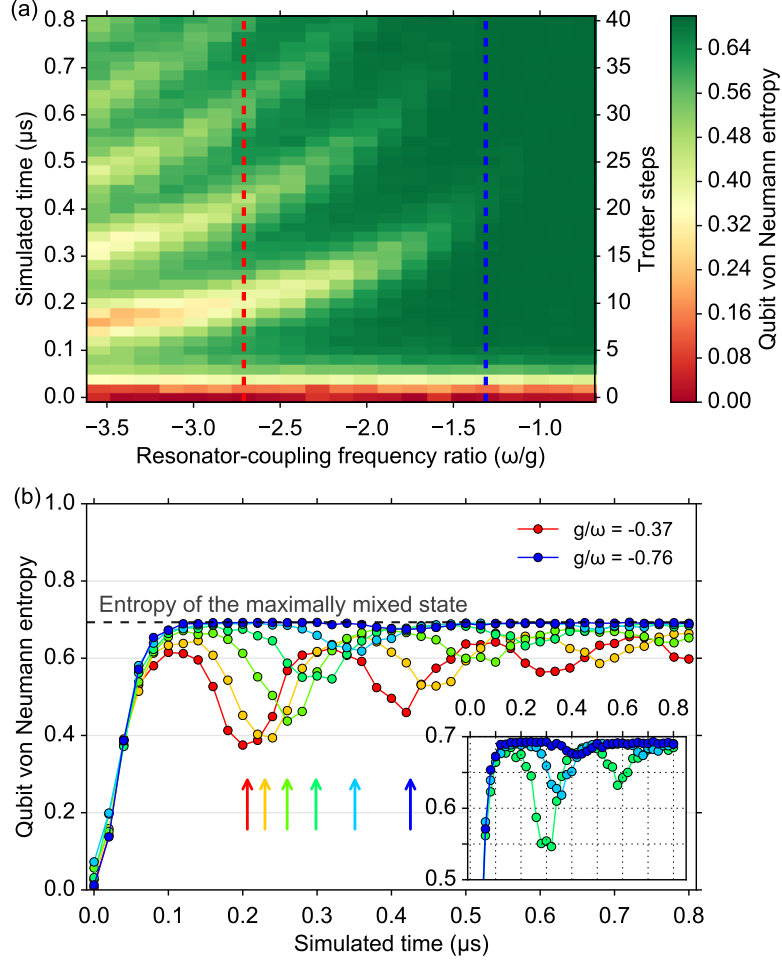 (a)
0.8
0.7
0.6
0.5
0.4
0.3
0.2
0.1
0.0
Simulated time (µs)
40
35
30
25
20
15
10
5
0
Trotter steps
0.64
0.56
0.48
0.40
0.32
0.24
0.16
0.08
0.00
Qubit von Neumann entropy
−3.5 −3.0 −2.5 −2.0 −1.5 −1.0
Resonator-coupling frequency ratio (ω/g)
(b)
1.0
0.8
0.6
0.4
0.2
0.0
Qubit von Neumann entropy
g/ω = -0.37
g/ω = -0.76
Entropy of the maximally mixed state
0.0 0.2 0.4 0.6 0.8
0.7
0.6
0.5
0.0 0.1 0.2 0.3 0.4 0.5 0.6 0.7 0.8
Simulated time (µs)